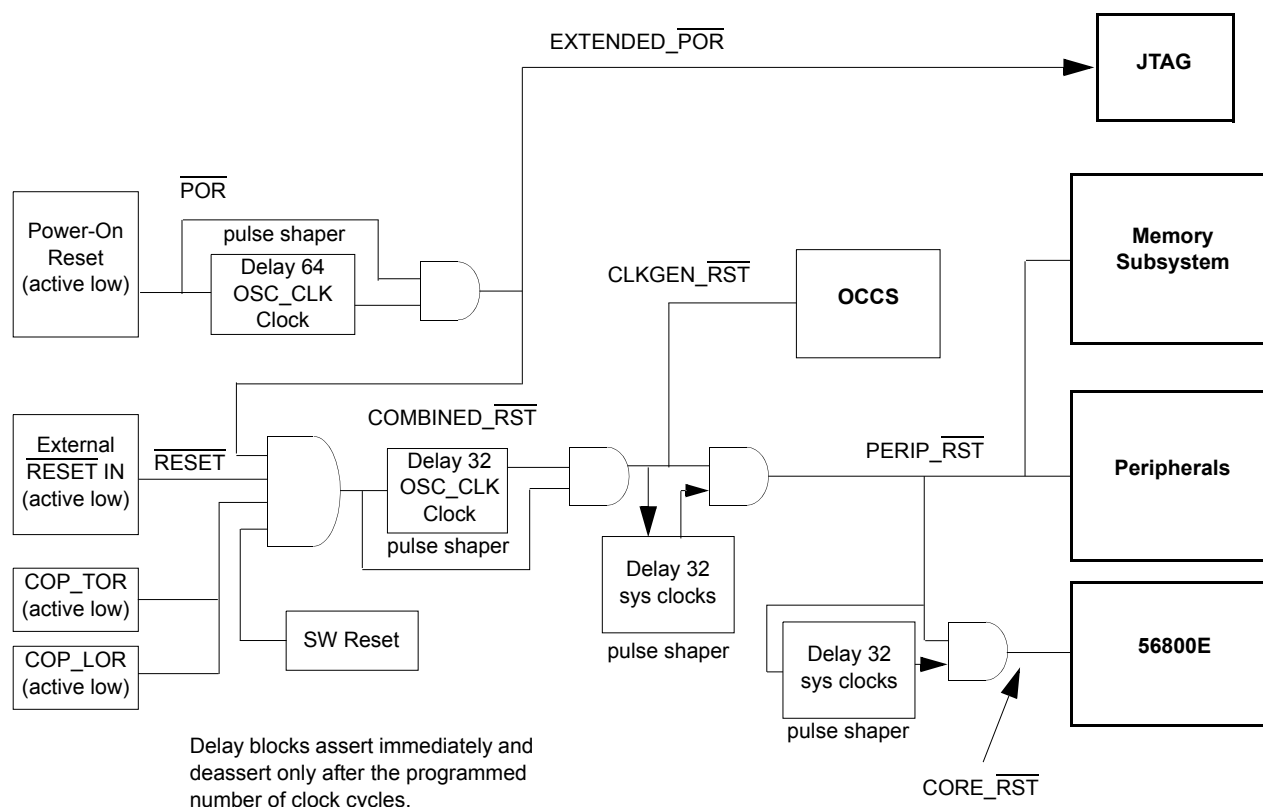 EXTENDED_POR
JTAG
POR
Power-On
Reset
(active low)
pulse shaper
Delay 64
OSC_CLK
Clock
CLKGEN_RST
OCCS
Memory
Subsystem
External
RESET IN
(active low)
RESET
COMBINED_RST
Delay 32
OSC_CLK
Clock
pulse shaper
PERIP_RST
Peripherals
COP_TOR
(active low)
SW Reset
COP_LOR
(active low)
Delay 32
sys clocks
pulse shaper
Delay 32
sys clocks
pulse shaper
56800E
CORE_RST
Delay blocks assert immediately and
deassert only after the programmed
number of clock cycles.